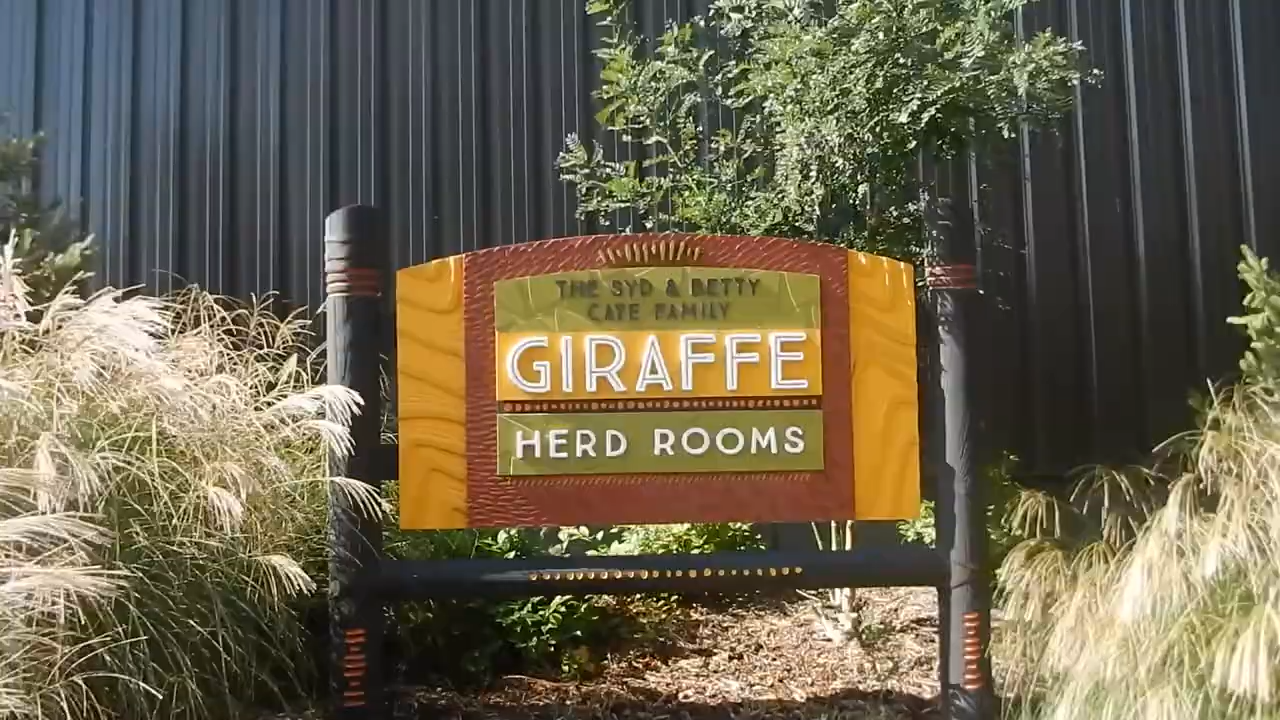 THE SYD & BETTY
CATE FAMILY
GIRAFFE
HERD ROOMS